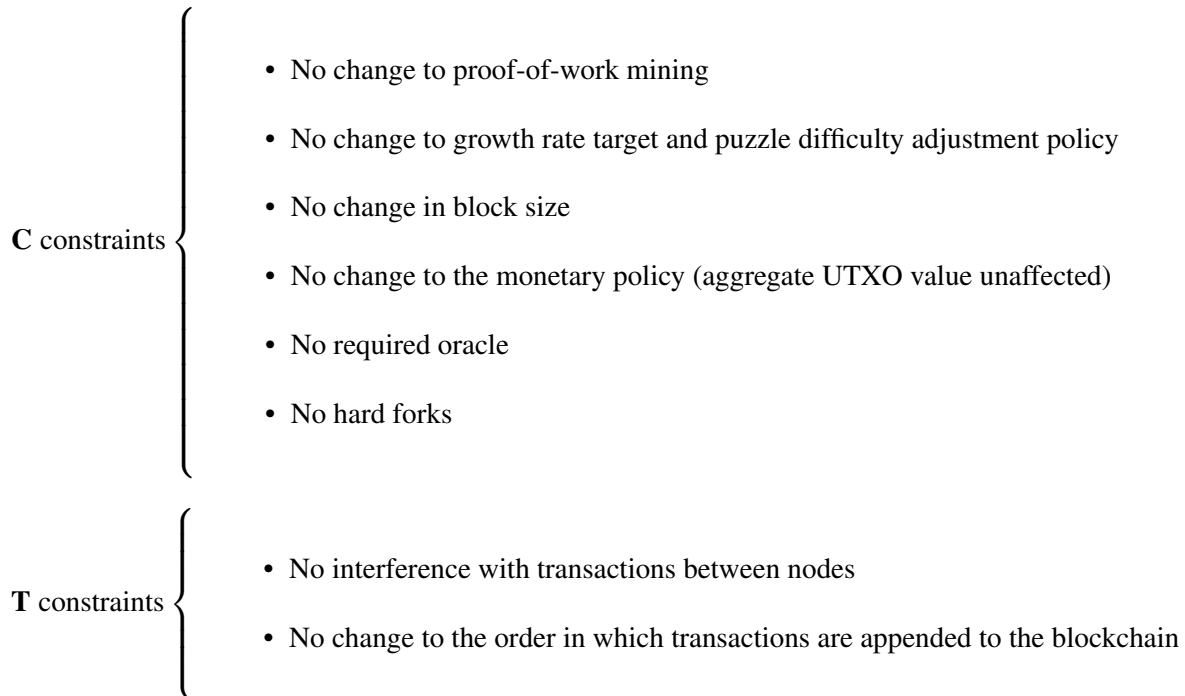 C constraints
• No change to proof-of-work mining
• No change to growth rate target and puzzle difficulty adjustment policy
• No change in block size
• No change to the monetary policy (aggregate UTXO value unaffected)
• No required oracle
• No hard forks
T constraints
• No interference with transactions between nodes
• No change to the order in which transactions are appended to the blockchain